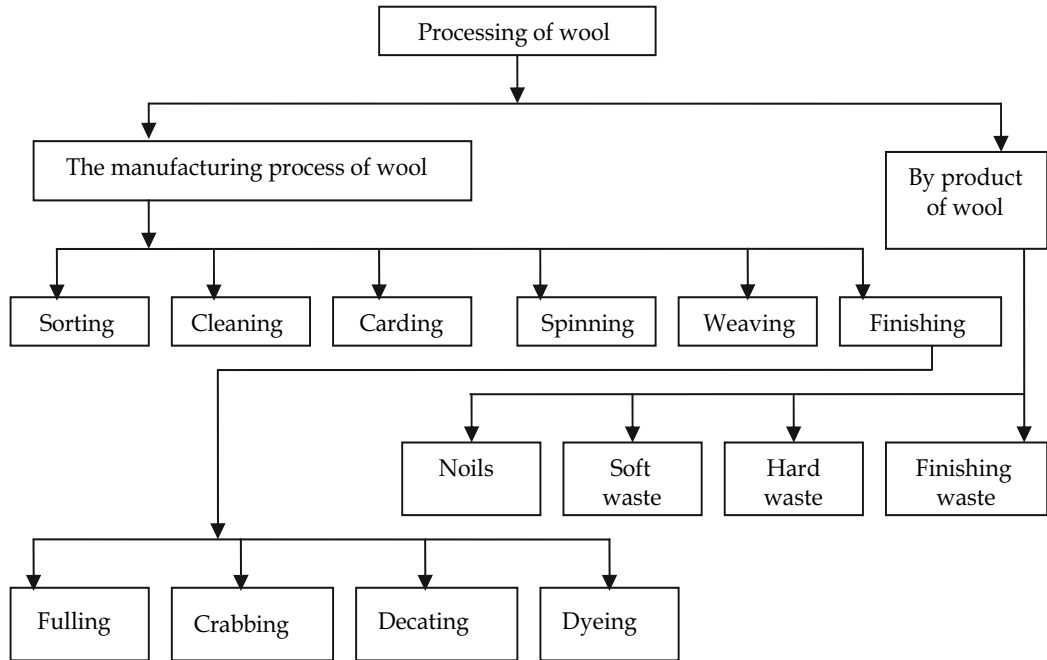 Processing of wool
The manufacturing process of wool
By product
of wool
Sorting
Cleaning
Carding
Spinning
Weaving
Finishing
Noils
Soft
waste
Hard
waste
Finishing
waste
Fulling
Crabbing
Decating
Dyeing